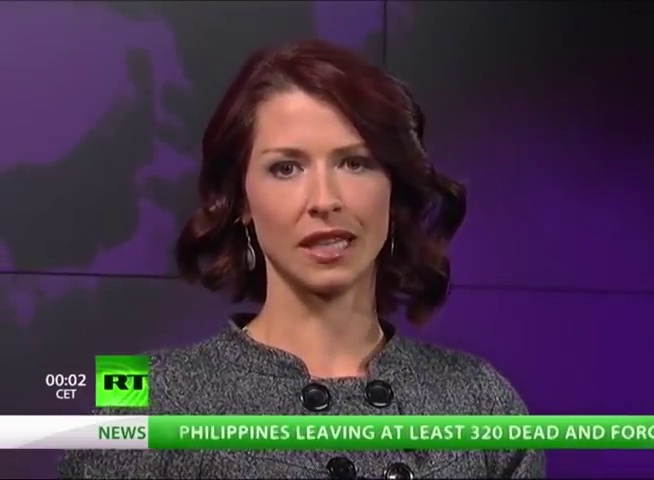 00:02
CET
RT
NEWS
PHILIPPINES LEAVING AT LEAST 320 DEAD AND FORC